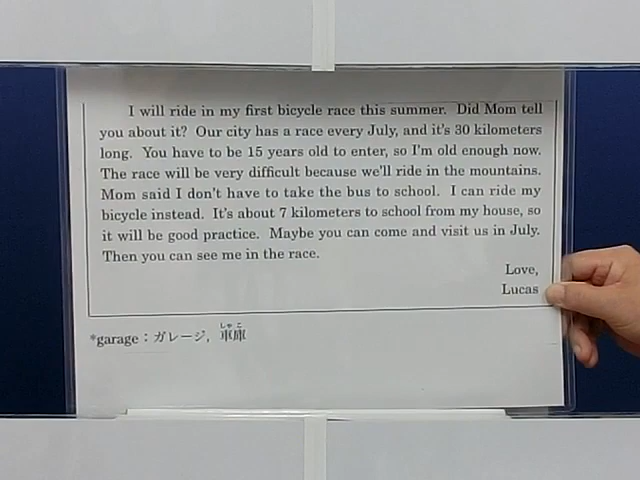 I will ride in my first bicycle race this summer. Did Mom tell
you about it? Our city has a race every July, and it's 30 kilometers
long. You have to be 15 years old to enter, so I'm old enough now.
The race will be very difficult because we'll ride in the mountains.
Mom said I don't have to take the bus to school. I can ride my
bicycle instead. It's about 7 kilometers to school from my house, so
it will be good practice. Maybe you can come and visit us in July.
Then you can see me in the race.
Love,
Lucas
しゃ こ
*garage：ガレージ，車庫